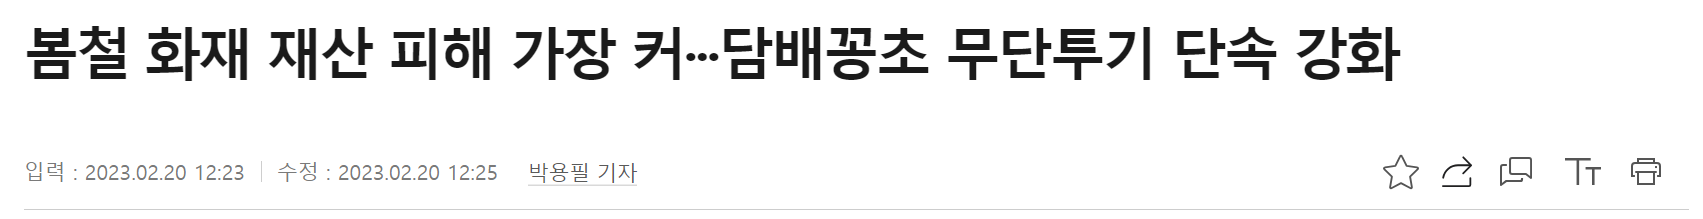 봄철 화재 재산 피해 가장 커···담배꽁초 무단투기 단속 강화
입력 : 2023.02.20 12:23 수정 : 2023.02.20 12:25 박용필 기자